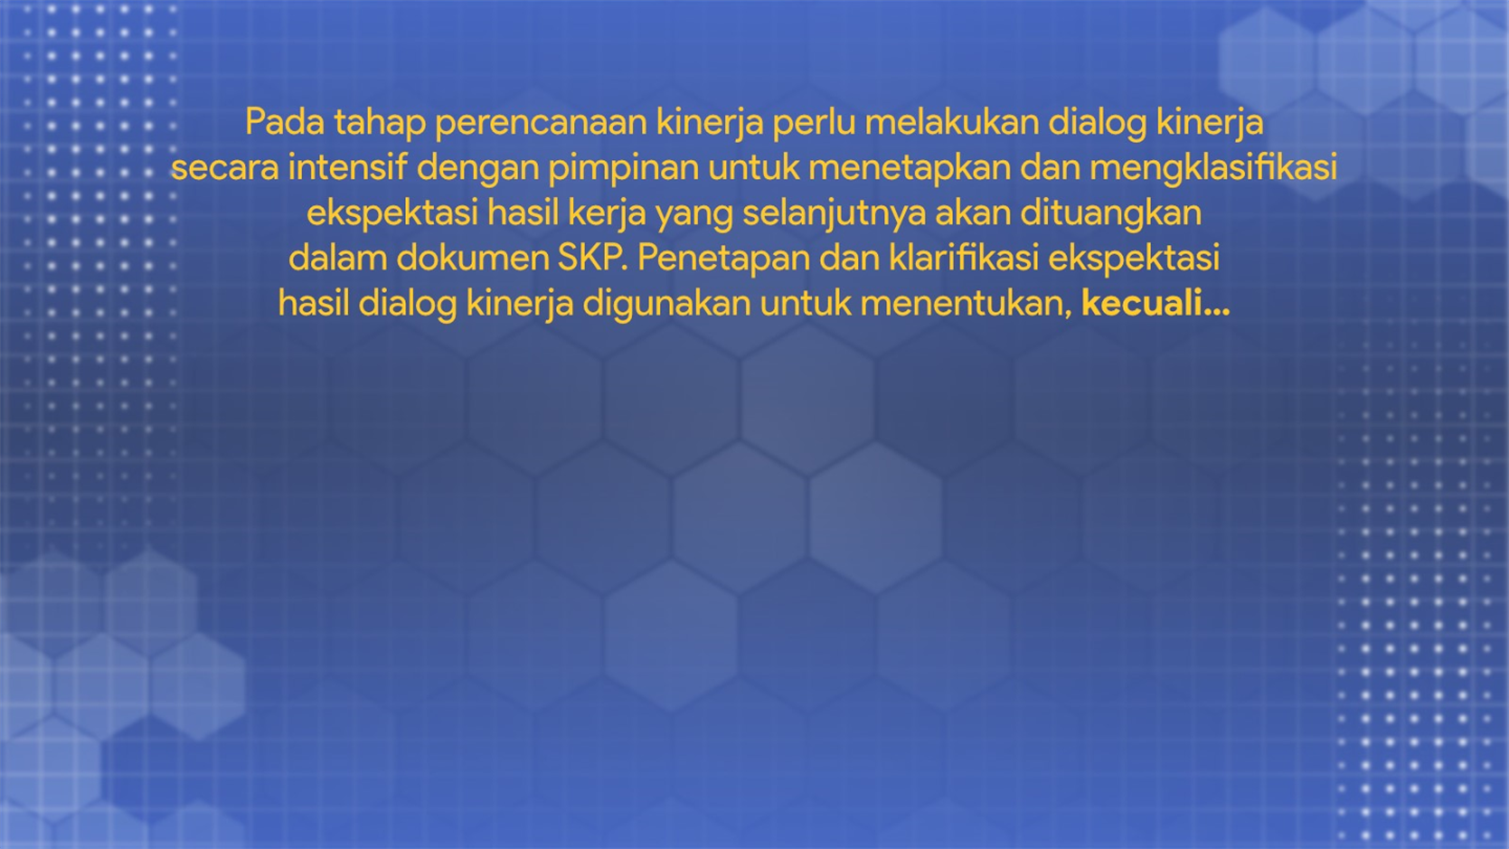 Pada tahap perencanaan kinerja perlu melakukan dialog kinerja
secara intensif dengan pimpinan untuk menetapkan dan mengklasifikasi
ekspektasi hasil kerja yang selanjutnya akan dituangkan
dalam dokumen SKP. Penetapan dan klarifikasi ekspektasi
hasil dialog kinerja digunakan untuk menentukan, kecuali...